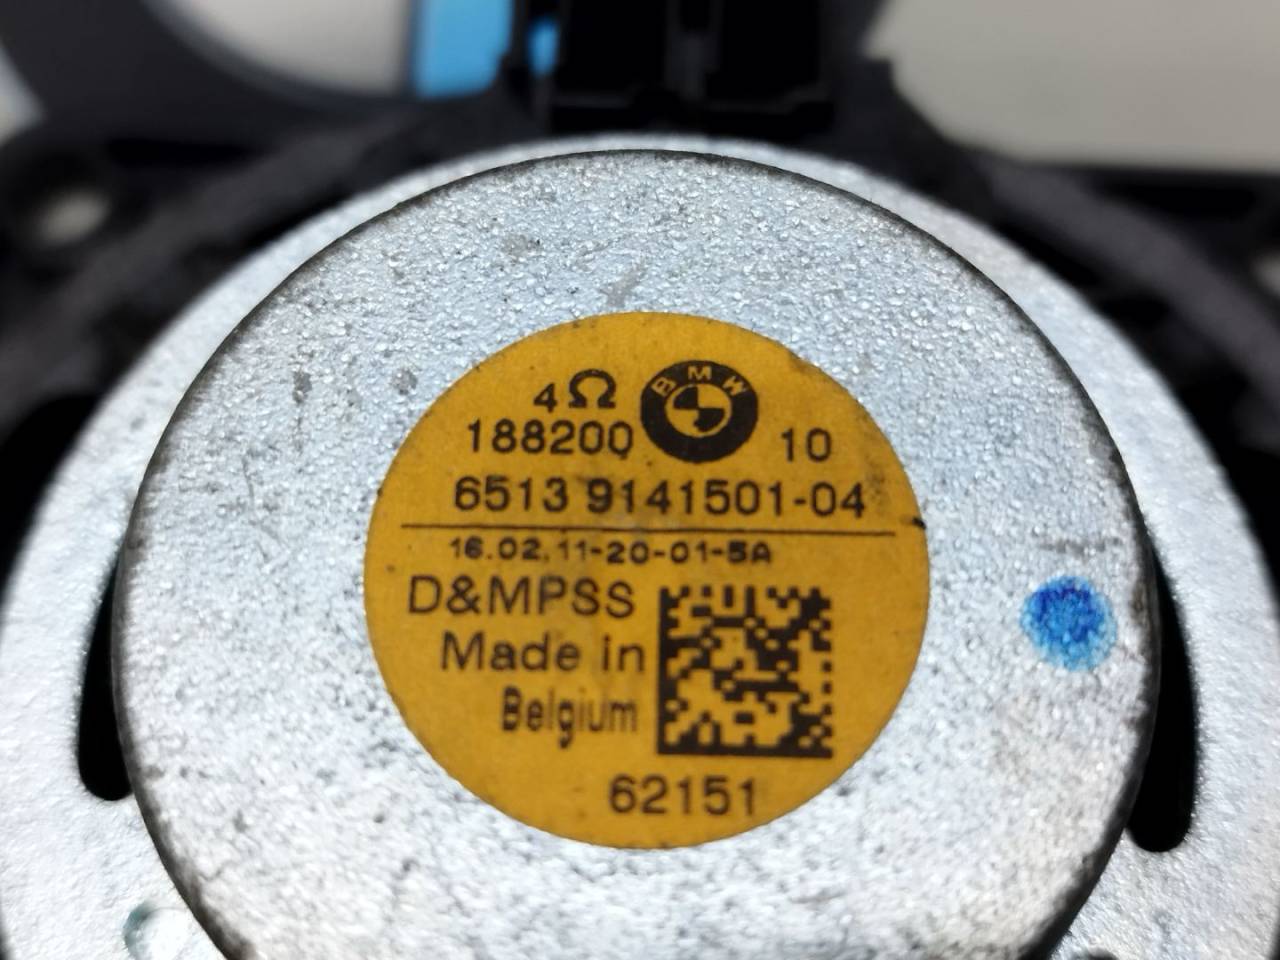 4Ω
BMW
188200
10
6513 9141501-04
16.02.11-20-01-5A
D&MPSS
Made in
Belgium
62151